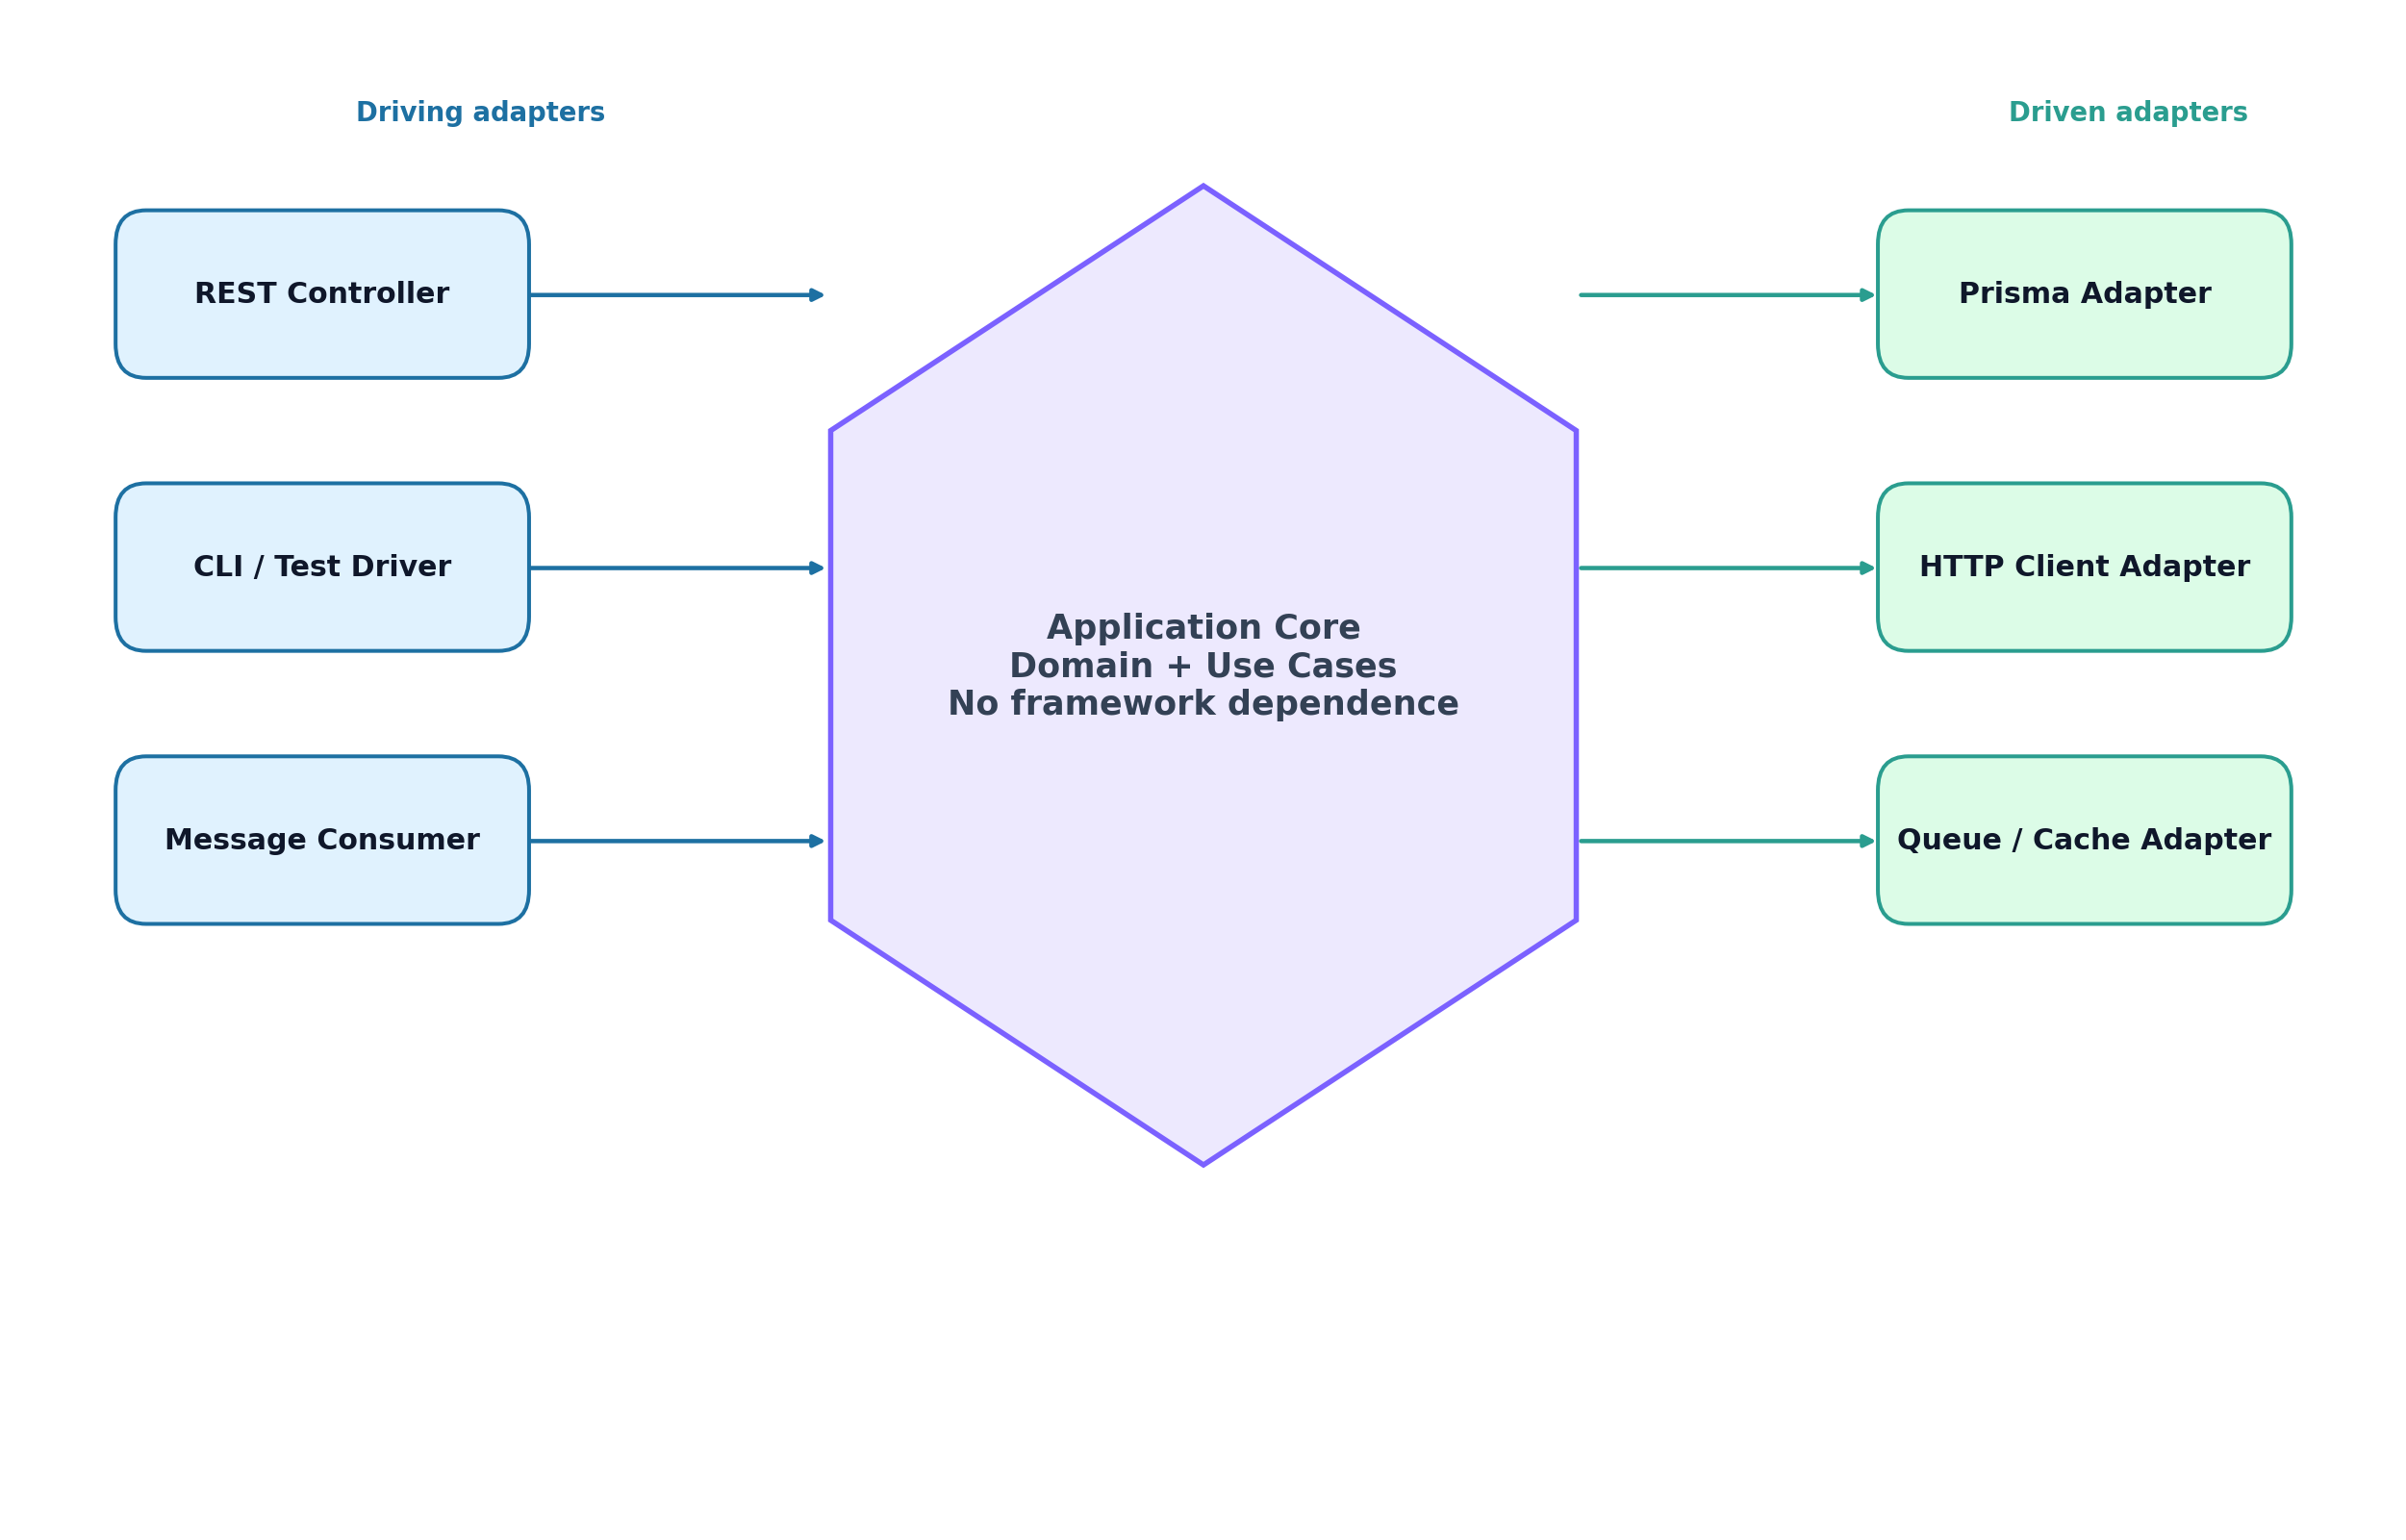 Driving adapters
Driven adapters
REST Controller
Prisma Adapter
CLI / Test Driver
HTTP Client Adapter
Application Core
Domain + Use Cases
No framework dependence
Message Consumer
Queue / Cache Adapter